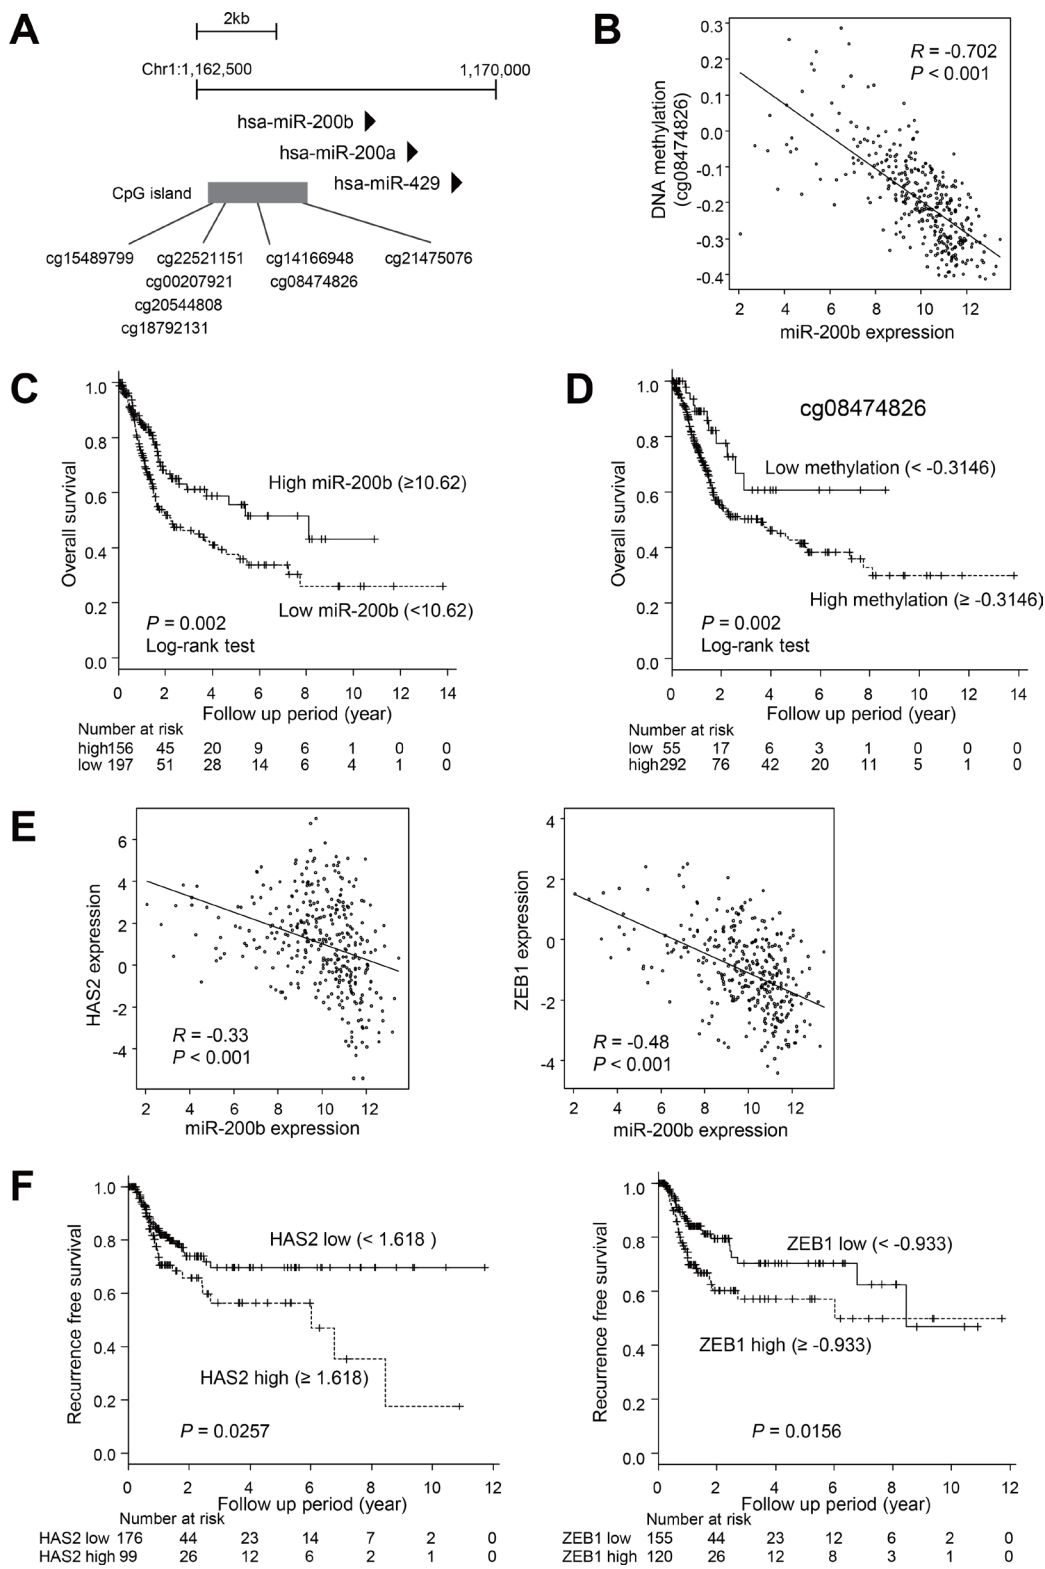 A
2kb
Chr1:1,162,500
1,170,000
hsa-miR-200b
hsa-miR-200a
hsa-miR-429
CpG island
cg15489799
cg22521151
cg14166948
cg21475076
cg00207921
cg08474826
cg20544808
cg18792131
B
DNA methylation
(cg08474826)
0.3
0.2
0.1
0.0
-0.1
-0.2
-0.3
-0.4
R = -0.702
P < 0.001
2 4 6 8 10 12
miR-200b expression
C
Overall survival
1.0
0.8
0.6
0.4
0.2
0.0
High miR-200b (≥10.62)
Low miR-200b (<10.62)
P = 0.002
Log-rank test
0 2 4 6 8 10 12 14
Follow up period (year)
Number at risk
high 156 45 20 9 6 1 0 0
low 197 51 28 14 6 4 1 0
D
cg08474826
Overall survival
1.0
0.8
0.6
0.4
0.2
0.0
Low methylation (< -0.3146)
High methylation (≥ -0.3146)
P = 0.002
Log-rank test
0 2 4 6 8 10 12 14
Follow up period (year)
Number at risk
low 55 17 6 3 1 0 0 0
high 292 76 42 20 11 5 1 0
E
HAS2 expression
6
4
2
0
-2
-4
R = -0.33
P < 0.001
2 4 6 8 10 12
miR-200b expression
ZEB1 expression
4
2
0
-2
-4
R = -0.48
P < 0.001
2 4 6 8 10 12
miR-200b expression
F
Recurrence free survival
1.0
0.8
0.6
0.4
0.2
0.0
HAS2 low (< 1.618 )
HAS2 high (≥ 1.618)
P = 0.0257
0 2 4 6 8 10 12
Follow up period (year)
Number at risk
HAS2 low 176 44 23 14 7 2 0
HAS2 high 99 26 12 6 2 1 0
Recurrence free survival
1.0
0.8
0.6
0.4
0.2
0.0
ZEB1 low (< -0.933)
ZEB1 high (≥ -0.933)
P = 0.0156
0 2 4 6 8 10 12
Follow up period (year)
Number at risk
ZEB1 low 155 44 23 12 6 2 0
ZEB1 high 120 26 12 8 3 1 0